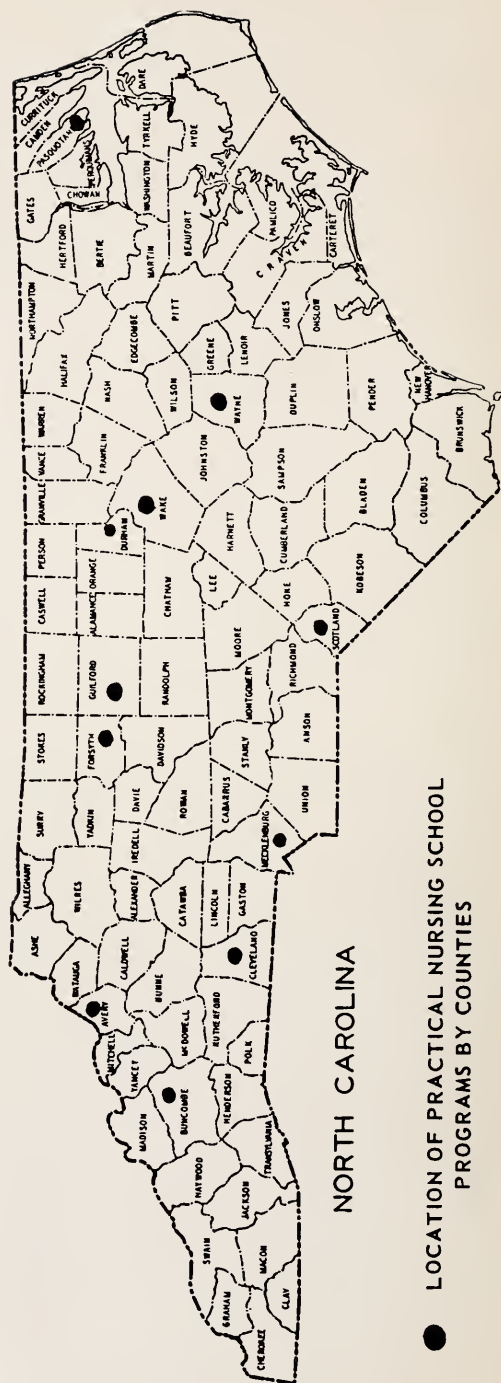 CURRITUCK
CAMDEN
PASQUOTANK
PERQUIMANS
CHOWAN
GATES
HERTFORD
NORTHAMPTON
WARREN
VANCE
GRANVILLE
PERSON
CASWELL
ROCKINGHAM
STOKES
SURRY
ALLEGHANY
ASHE
WATAUGA
WILKES
YADKIN
FORSYTH
GUILFORD
ALAMANCE
ORANGE
DURHAM
FRANKLIN
HALIFAX
NASH
EDGECOMBE
BERTIE
MARTIN
WASHINGTON
TYRRELL
DARE
HYDE
BEAUFORT
PITT
WILSON
WAKE
CHATHAM
RANDOLPH
DAVIDSON
DAVIE
IREDELL
ALEXANDER
CALDWELL
AVERY
MITCHELL
YANCEY
MADISON
BUNCOMBE
MCDOWELL
BURKE
CATAWBA
ROWAN
LINCOLN
CABARRUS
STANLY
MONTGOMERY
MOORE
LEE
HARNETT
JOHNSTON
WAYNE
GREENE
LENOIR
CRAVEN
PAMLICO
CARTERET
JONES
ONSLOW
DUPLIN
SAMPSON
CUMBERLAND
HOKE
RICHMOND
SCOTLAND
ANSON
UNION
MECKLENBURG
GASTON
CLEVELAND
RUTHERFORD
POLK
HENDERSON
TRANSYLVANIA
HAYWOOD
JACKSON
SWAIN
MACON
GRAHAM
CLAY
CHEROKEE
ROBESON
BLADEN
PENDER
NEW
HANOVER
COLUMBUS
BRUNSWICK
NORTH CAROLINA
LOCATION OF PRACTICAL NURSING SCHOOL
PROGRAMS BY COUNTIES